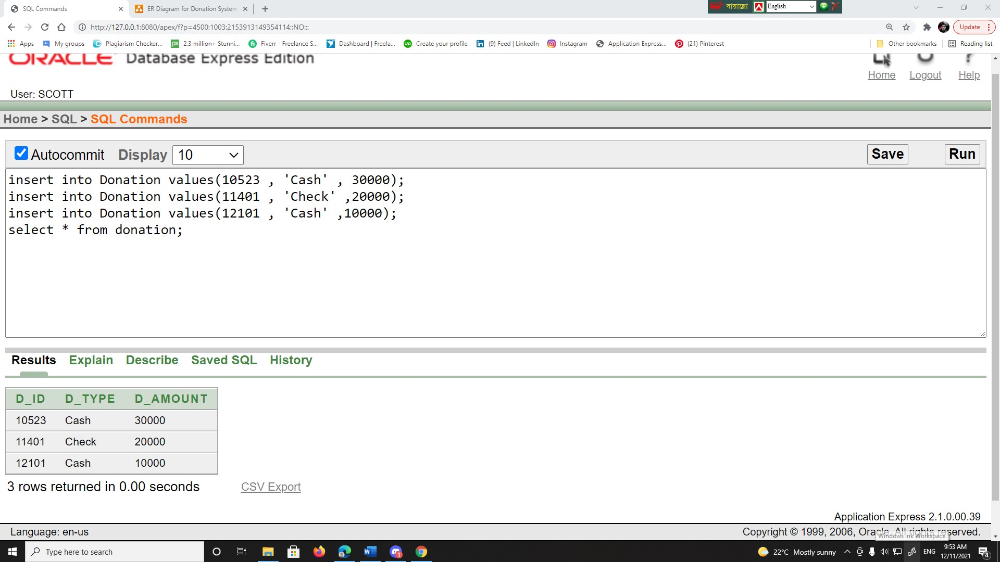 SQL Commands
ER Diagram for Donation System
বায়ান্নো
English
http://127.0.0.1:8080/apex/f?p=4500:1003:2153913149354114::NO:::
Update
Apps
My groups
Plagiarism Checker...
2.3 million+ Stunni...
Fiverr - Freelance S...
Dashboard | Freela...
Create your profile
(9) Feed | LinkedIn
Instagram
Application Express...
(21) Pinterest
Other bookmarks
Reading list
ORACLE Database Express Edition
Home Logout Help
User: SCOTT
Home > SQL > SQL Commands
Autocommit Display 10 Save Run
insert into Donation values(10523 , 'Cash' , 30000);
insert into Donation values(11401 , 'Check' ,20000);
insert into Donation values(12101 , 'Cash' ,10000);
select * from donation;
Results Explain Describe Saved SQL History
D_ID D_TYPE D_AMOUNT
10523 Cash 30000
11401 Check 20000
12101 Cash 10000
3 rows returned in 0.00 seconds CSV Export
Application Express 2.1.0.00.39
Language: en-us
Copyright © 1999, 2006, Oracle. All rights reserved.
Windows Ink Workspace
Type here to search
22°C Mostly sunny
ENG
9:53 AM
12/11/2021
4